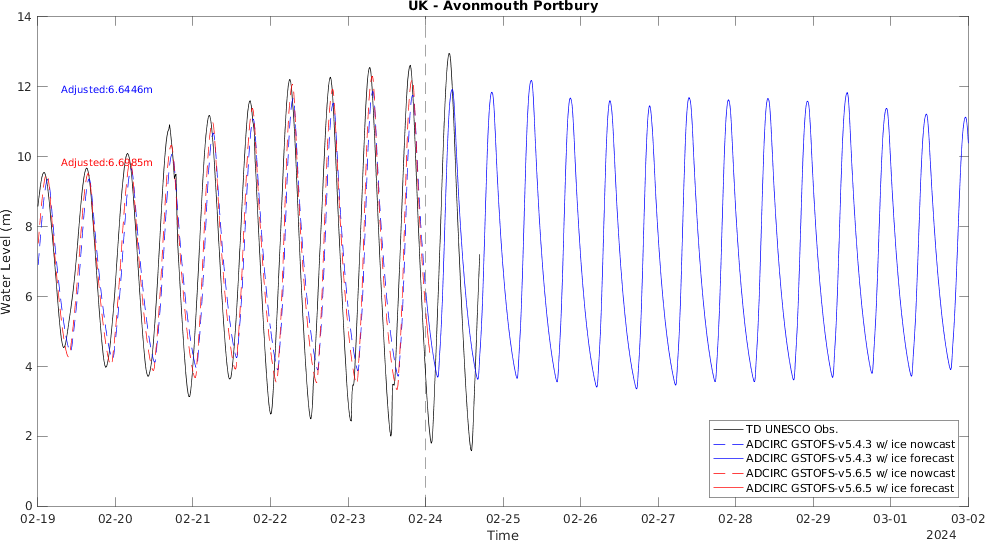 UK - Avonmouth Portbury
14
12
10
8
6
4
2
0
Water Level (m)
Adjusted:6.6446m
Adjusted:6.6985m
TD UNESCO Obs.
ADCIRC GSTOFS-v5.4.3 w/ ice nowcast
ADCIRC GSTOFS-v5.4.3 w/ ice forecast
ADCIRC GSTOFS-v5.6.5 w/ ice nowcast
ADCIRC GSTOFS-v5.6.5 w/ ice forecast
02-19 02-20 02-21 02-22 02-23 02-24 02-25 02-26 02-27 02-28 02-29 03-01 03-02
Time
2024